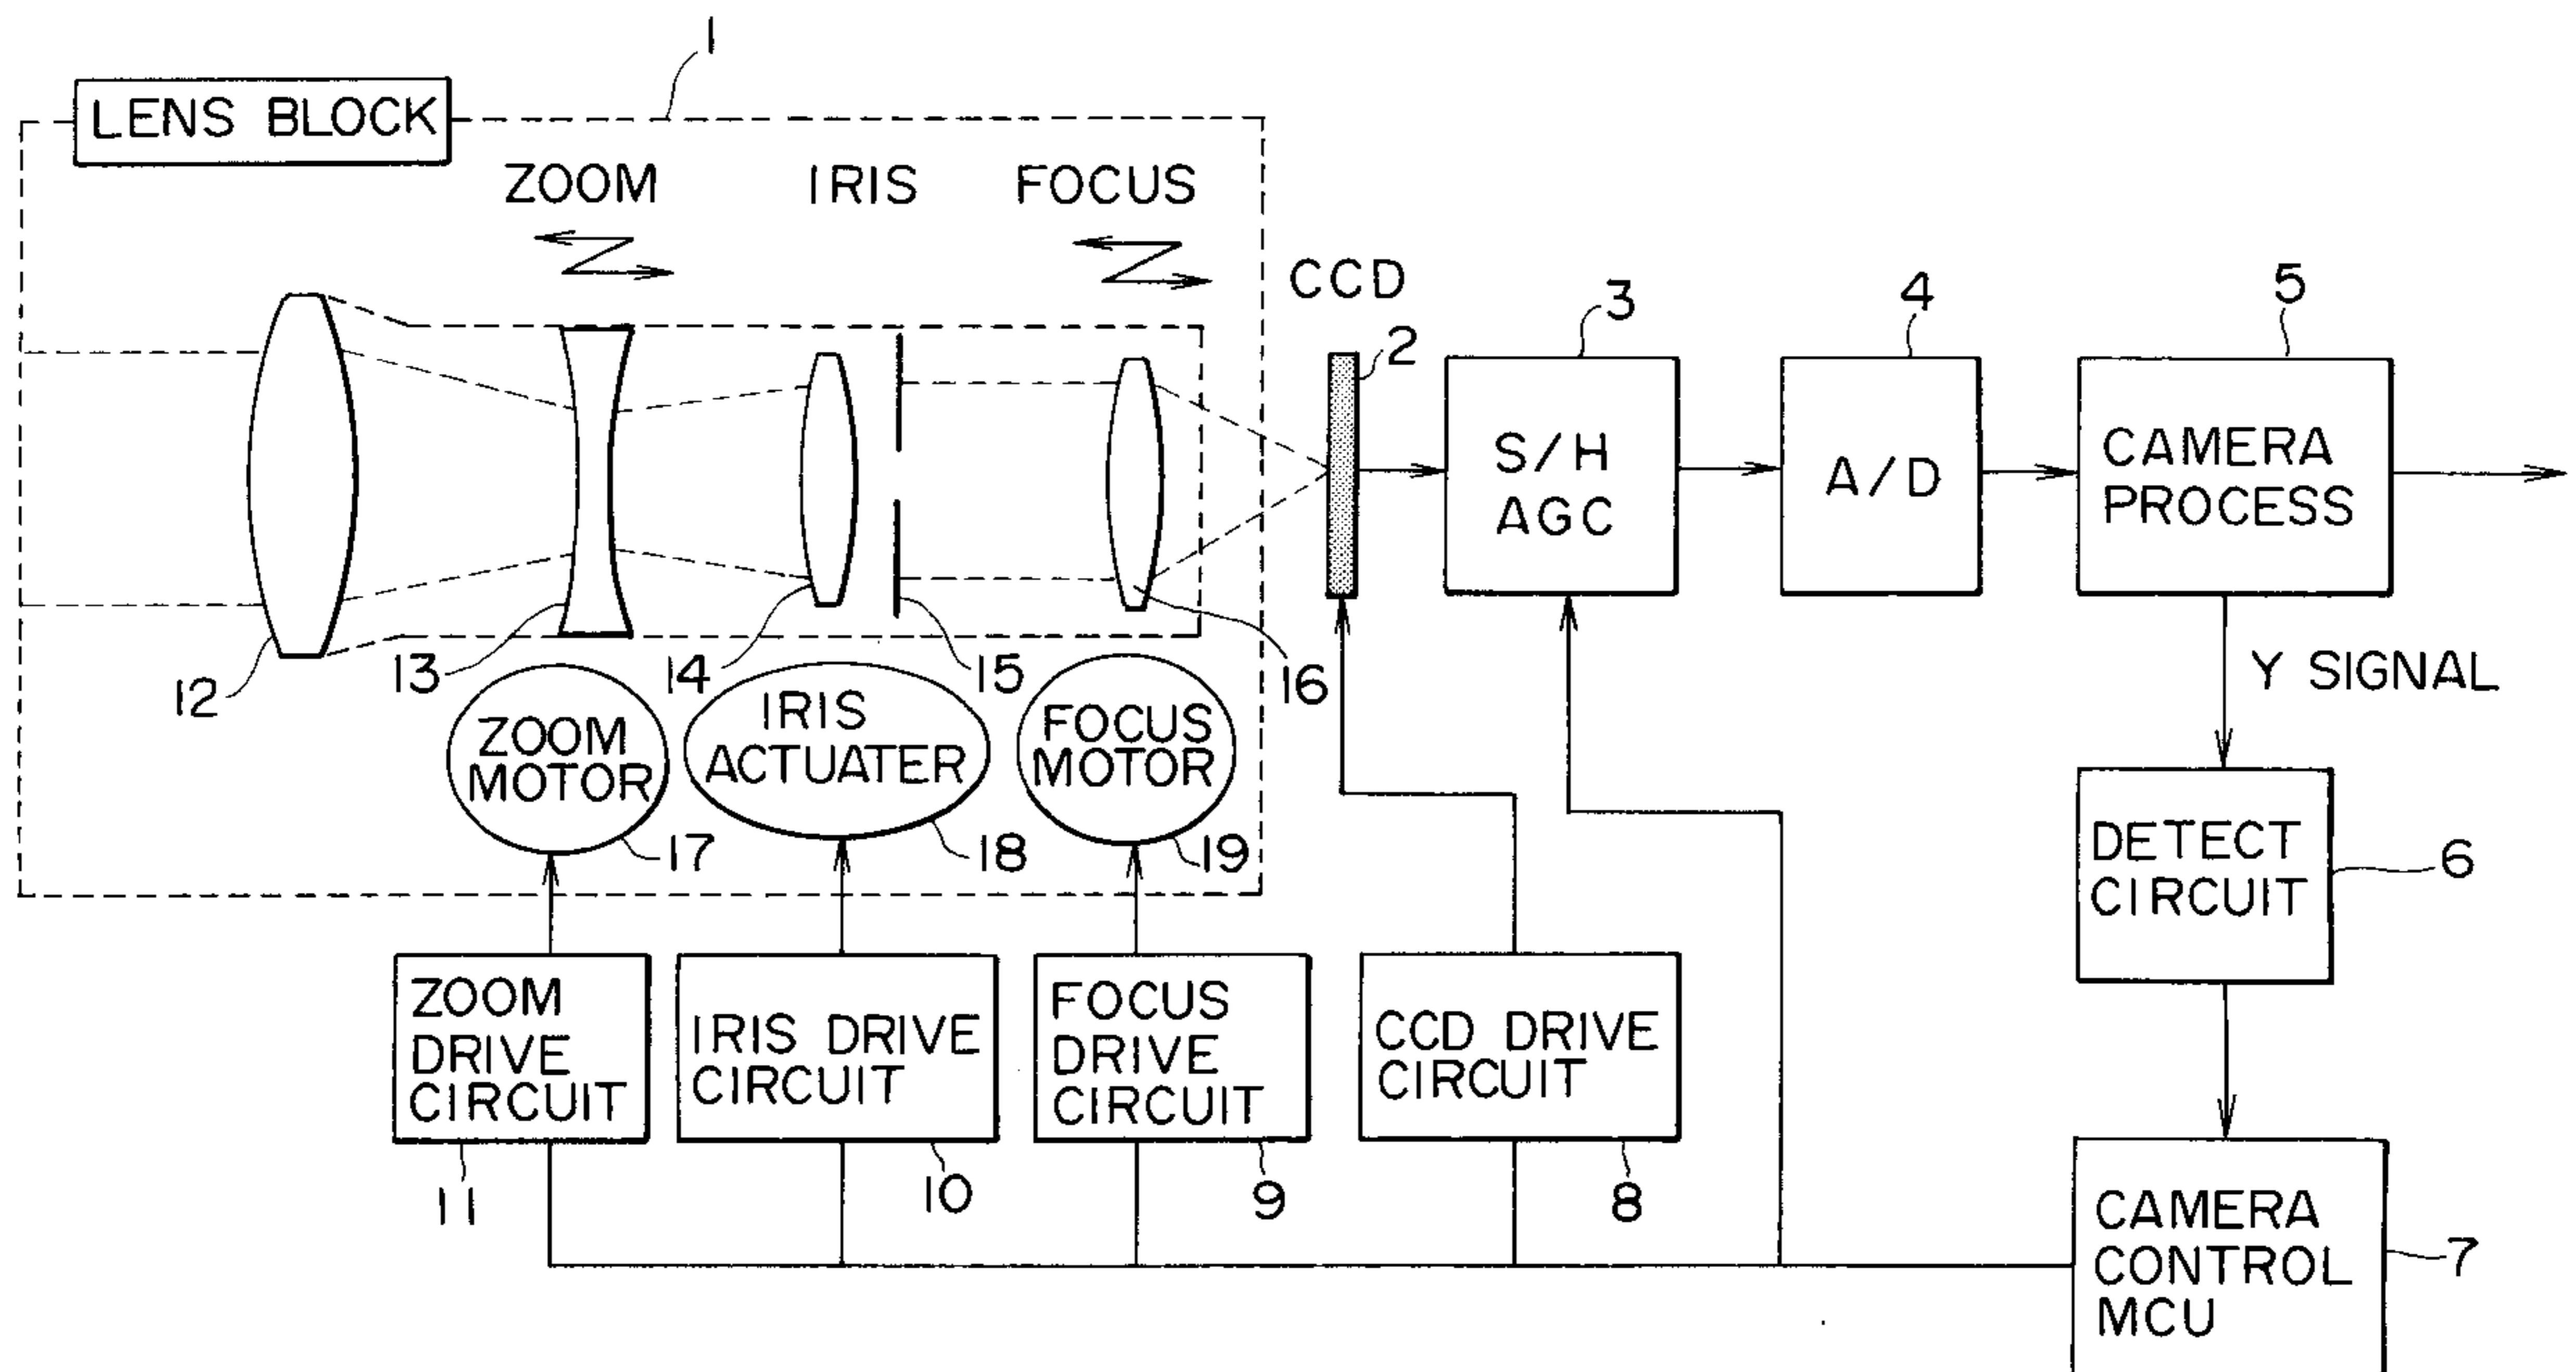 1
LENS BLOCK
ZOOM
IRIS
FOCUS
CCD
2
3
4
5
S/H
AGC
A/D
CAMERA
PROCESS
12
13
14
15
16
Y SIGNAL
ZOOM
MOTOR
IRIS
ACTUATER
FOCUS
MOTOR
17
18
19
DETECT
CIRCUIT
6
ZOOM
DRIVE
CIRCUIT
IRIS DRIVE
CIRCUIT
FOCUS
DRIVE
CIRCUIT
CCD DRIVE
CIRCUIT
11
10
9
8
CAMERA
CONTROL
MCU
7